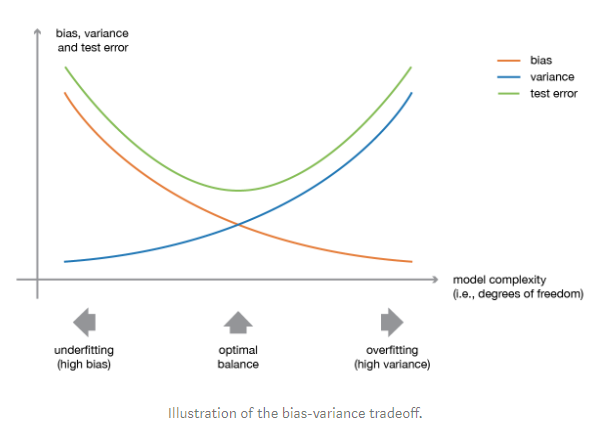 bias, variance
and test error
bias
variance
test error
model complexity
(i.e., degrees of freedom)
underfitting
(high bias)
optimal
balance
overfitting
(high variance)
Illustration of the bias-variance tradeoff.